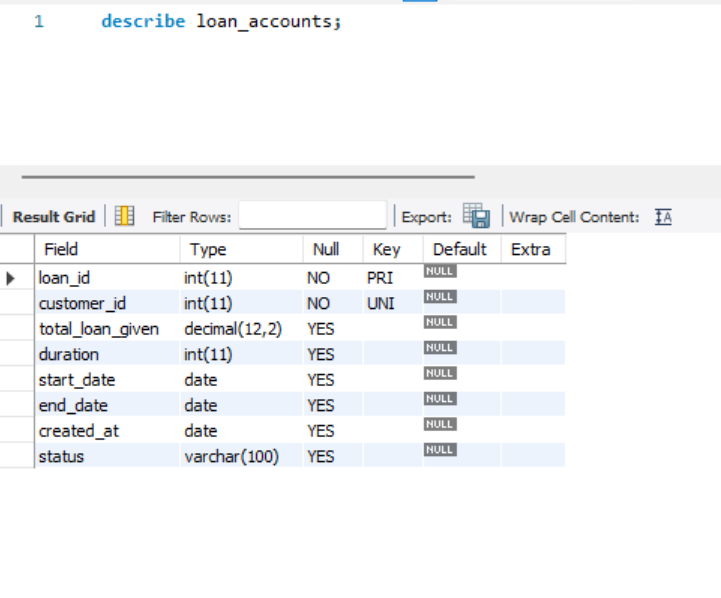 1 describe loan_accounts;
Result Grid Filter Rows: Export: Wrap Cell Content:
Field Type Null Key Default Extra
loan_id int(11) NO PRI NULL
customer_id int(11) NO UNI NULL
total_loan_given decimal(12,2) YES NULL
duration int(11) YES NULL
start_date date YES NULL
end_date date YES NULL
created_at date YES NULL
status varchar(100) YES NULL